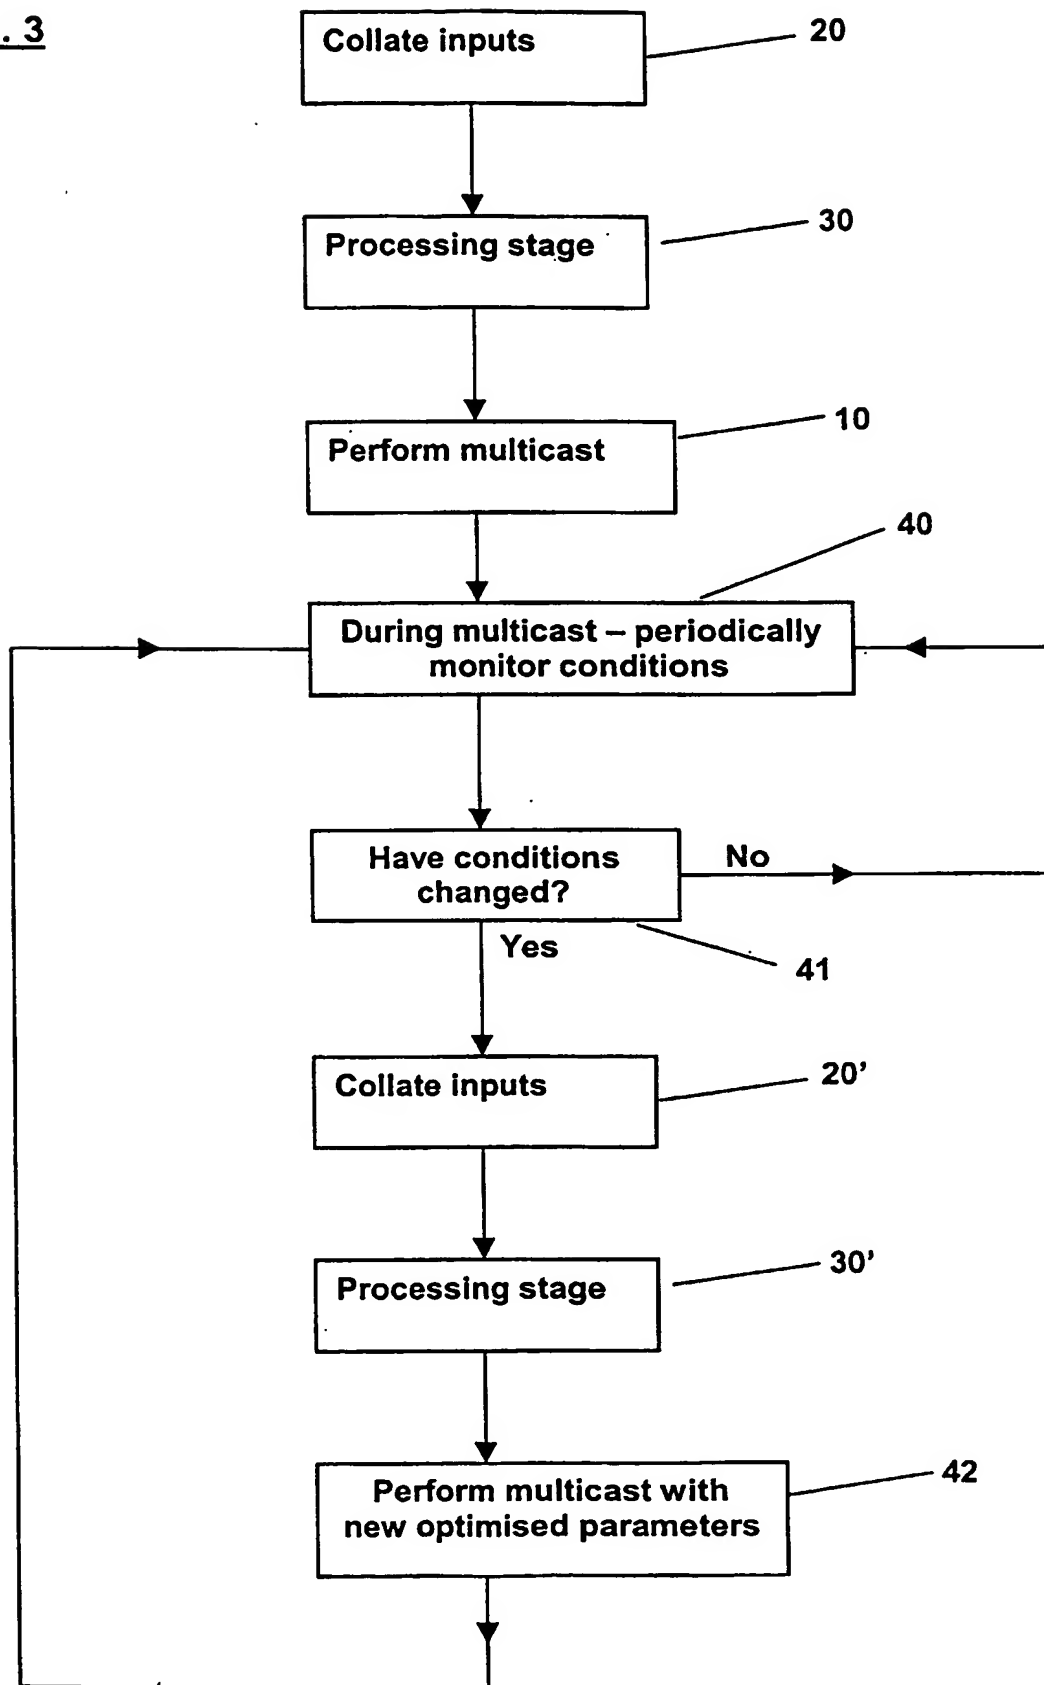 . 3
Collate inputs
20
Processing stage
30
Perform multicast
10
40
During multicast – periodically
monitor conditions
Have conditions
changed?
No
Yes
41
Collate inputs
20'
Processing stage
30'
42
Perform multicast with
new optimised parameters